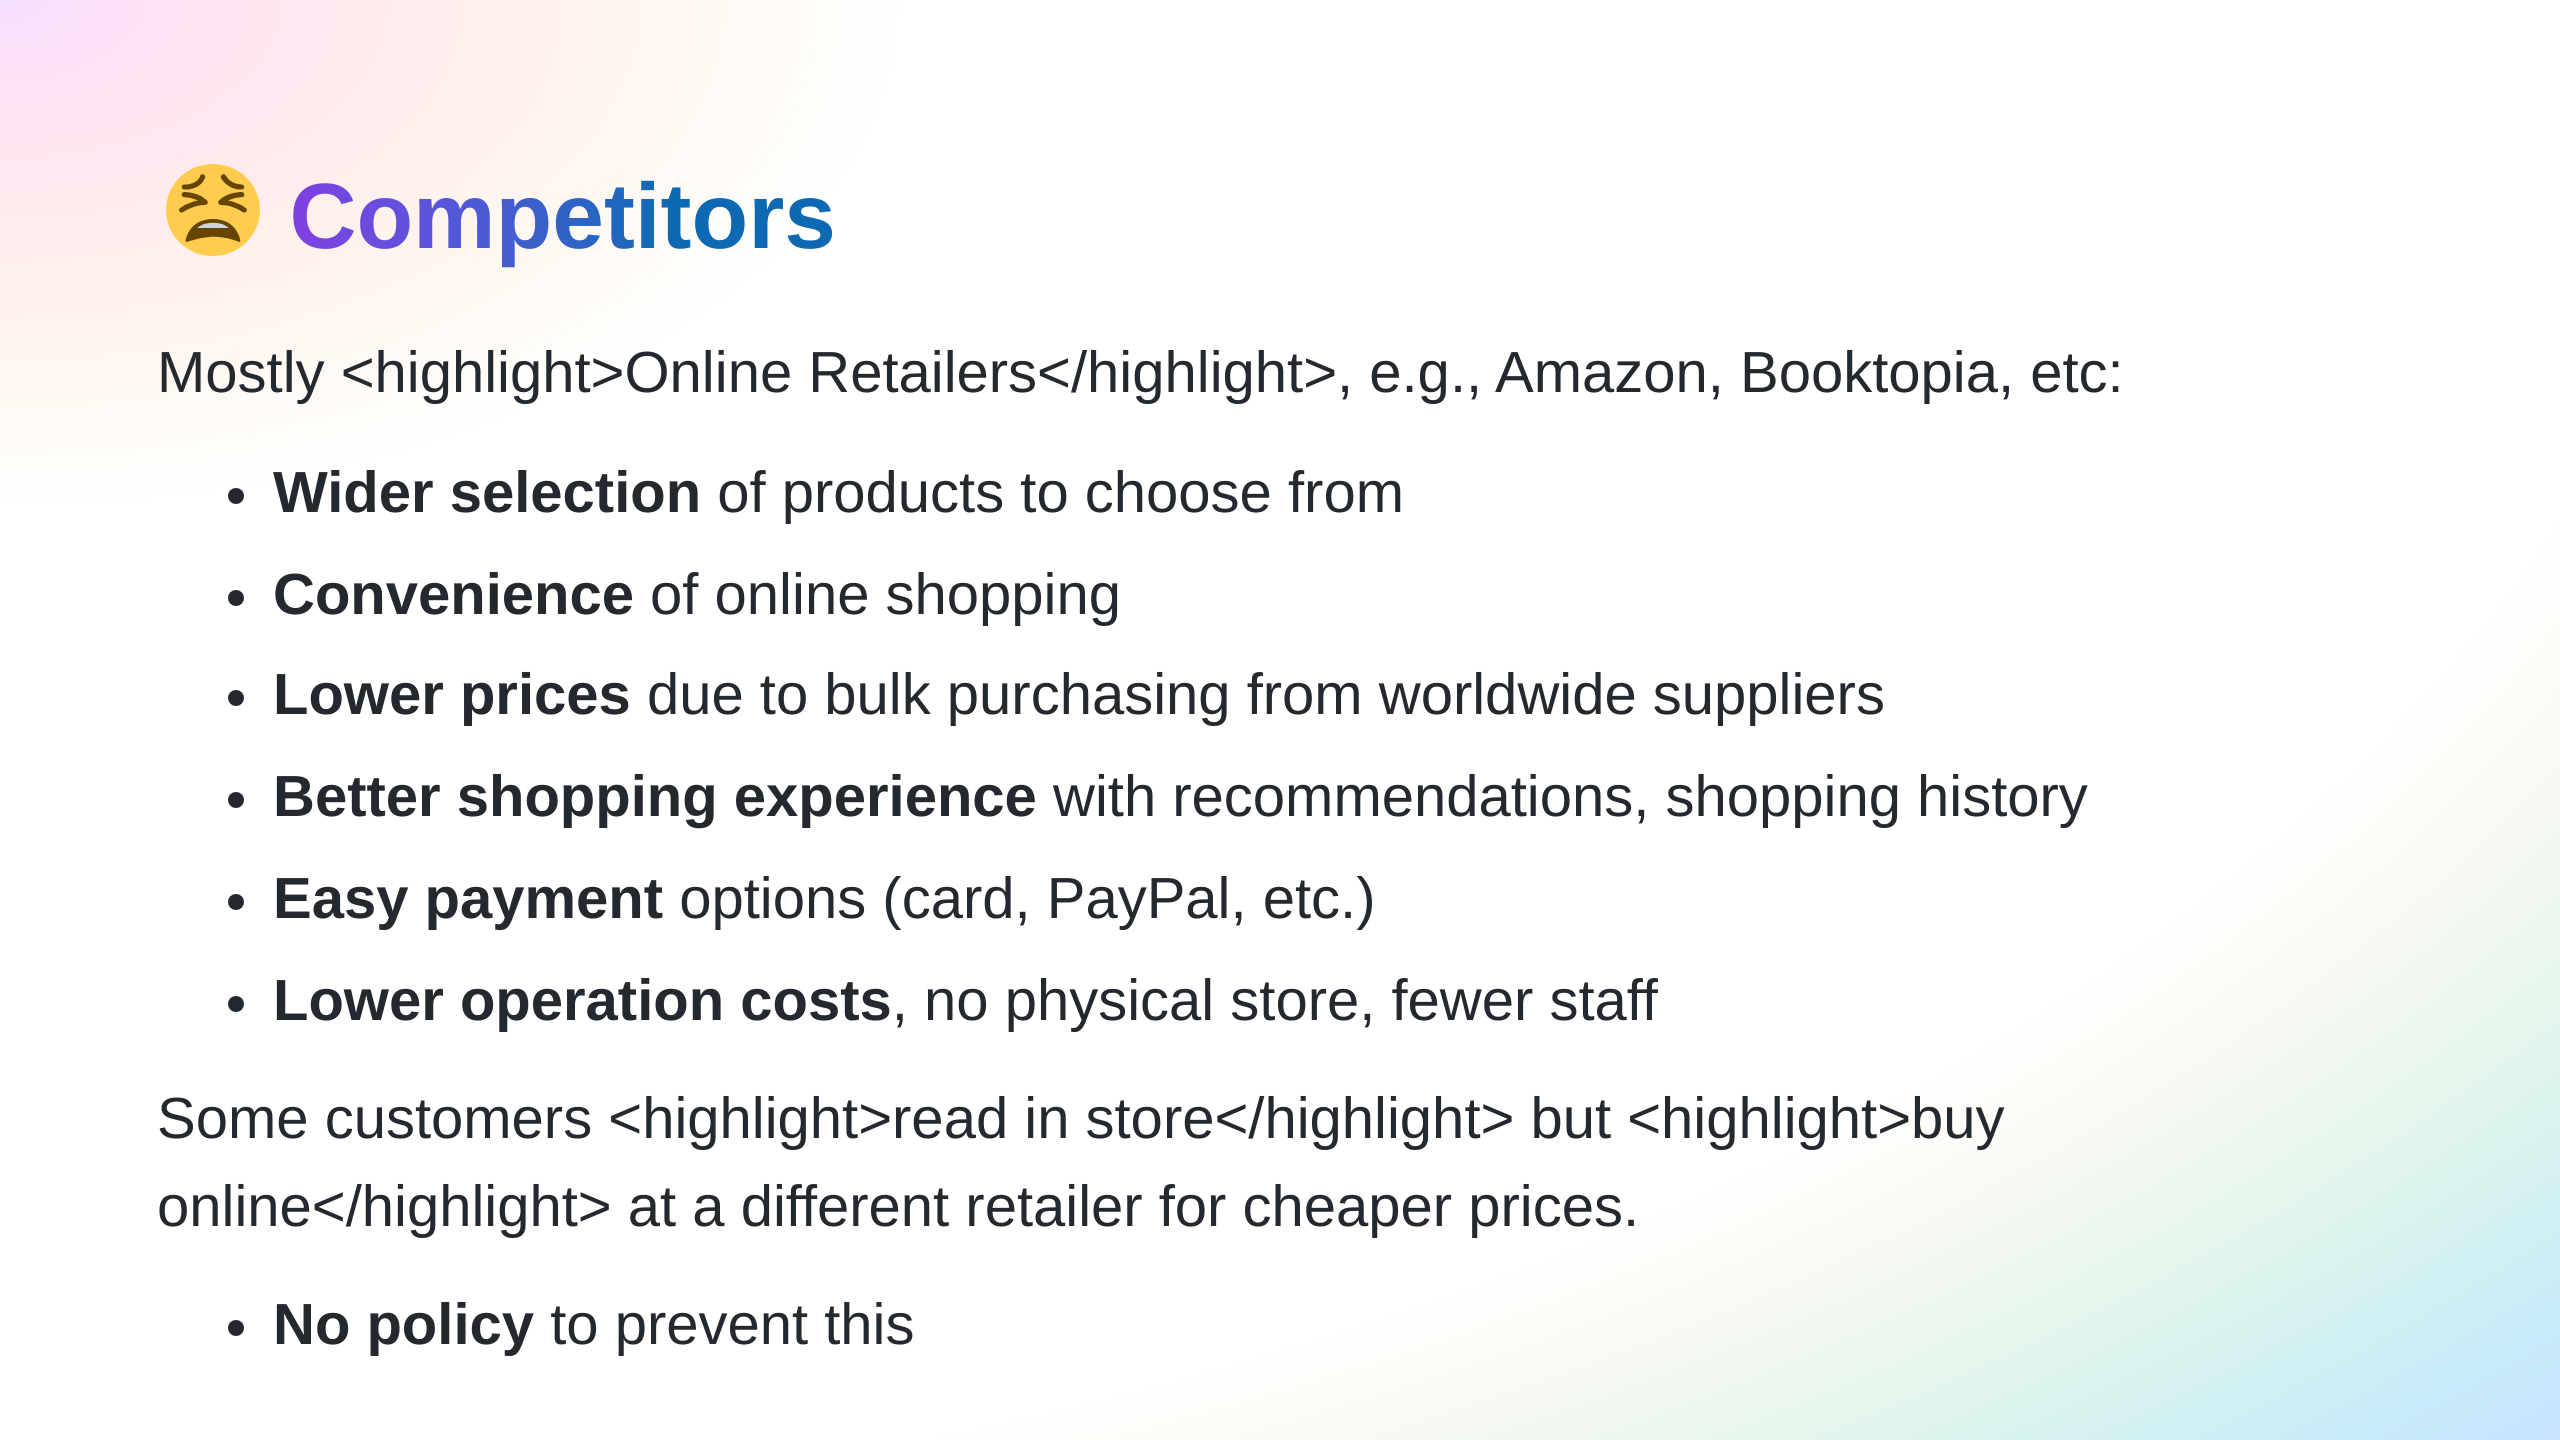 😫 Competitors
Mostly <highlight>Online Retailers</highlight>, e.g., Amazon, Booktopia, etc:
• Wider selection of products to choose from
• Convenience of online shopping
• Lower prices due to bulk purchasing from worldwide suppliers
• Better shopping experience with recommendations, shopping history
• Easy payment options (card, PayPal, etc.)
• Lower operation costs, no physical store, fewer staff
Some customers <highlight>read in store</highlight> but <highlight>buy
online</highlight> at a different retailer for cheaper prices.
• No policy to prevent this